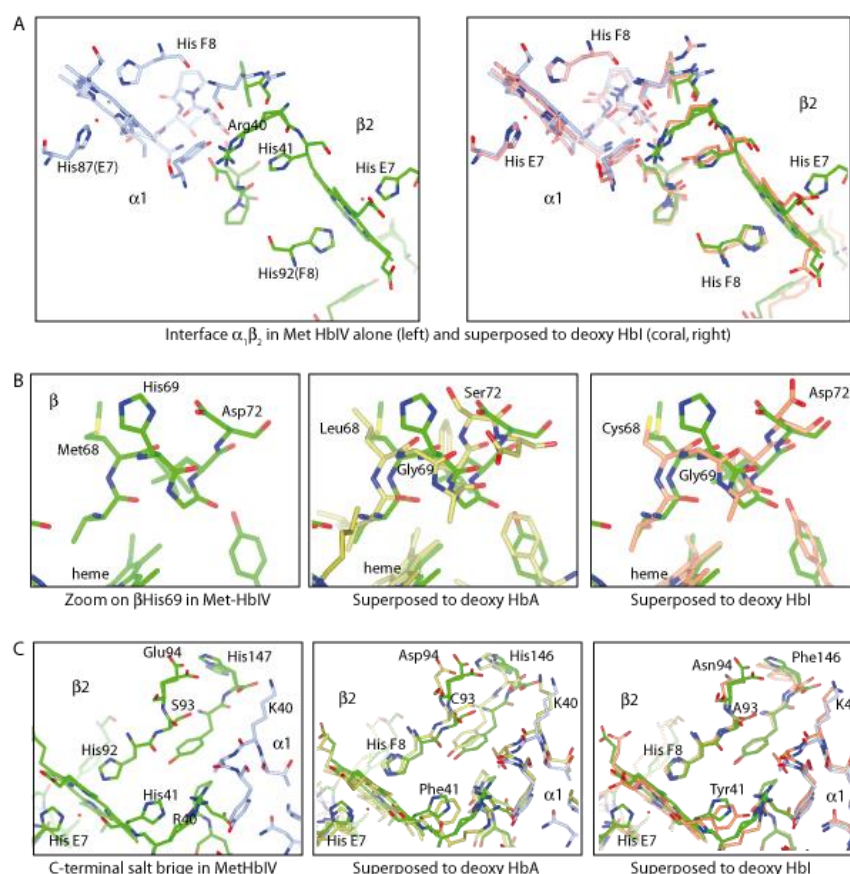 A
His F8
Arg40
His41
β2
His E7
His87(E7)
α1
His92(F8)
His F8
β2
His E7
His E7
α1
His F8
Interface α1β2 in Met HbIV alone (left) and superposed to deoxy HbI (coral, right)
B
β
His69
Asp72
Met68
heme
Ser72
Leu68
Gly69
heme
Asp72
Cys68
Gly69
heme
Zoom on βHis69 in Met-HbIV
Superposed to deoxy HbA
Superposed to deoxy HbI
C
Glu94
His147
β2
K40
S93
α1
His92
His41
R40
His E7
Asp94
His146
β2
C93
K40
His F8
Phe41
α1
His E7
Asn94
Phe146
β2
A93
K4
His F8
Tyr41
α1
His E7
C-terminal salt brige in MetHbIV
Superposed to deoxy HbA
Superposed to deoxy HbI